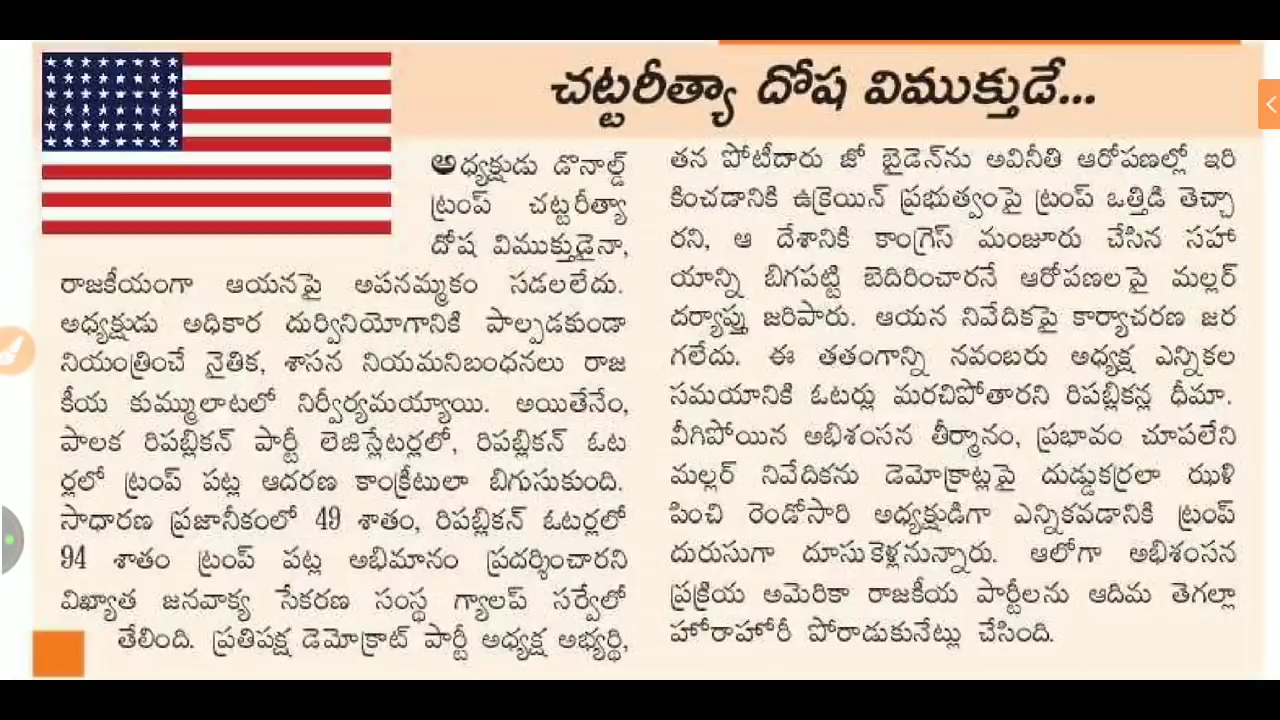 చట్టరీత్యా దోష విముక్తుడే...
అధ్యక్షుడు డొనాల్డ్
ట్రంప్ చట్టరీత్యా
దోష విముక్తుడైనా,
రాజకీయంగా ఆయనపై అపనమ్మకం సడలలేదు.
అధ్యక్షుడు అధికార దుర్వినియోగానికి పాల్పడకుండా
నియంత్రించే నైతిక, శాసన నియమనిబంధనలు రాజ
కీయ కుమ్ములాటలో నిర్వీర్యమయ్యాయి. అయితేనేం,
పాలక రిపబ్లికన్ పార్టీ లెజిస్లేటర్లలో, రిపబ్లికన్ ఓట
ర్లలో ట్రంప్ పట్ల ఆదరణ కాంక్రీటులా బిగుసుకుంది.
సాధారణ ప్రజానీకంలో 49 శాతం, రిపబ్లికన్ ఓటర్లలో
94 శాతం ట్రంప్ పట్ల అభిమానం ప్రదర్శించారని
విఖ్యాత జనవాక్య సేకరణ సంస్థ గ్యాలప్ సర్వేలో
తేలింది. ప్రతిపక్ష డెమోక్రాట్ పార్టీ అధ్యక్ష అభ్యర్థి,
తన పోటీదారు జో బైడెన్‌ను అవినీతి ఆరోపణల్లో ఇరి
కించడానికి ఉక్రెయిన్ ప్రభుత్వంపై ట్రంప్ ఒత్తిడి తెచ్చా
రని, ఆ దేశానికి కాంగ్రెస్ మంజూరు చేసిన సహా
యాన్ని బిగపట్టి బెదిరించారనే ఆరోపణలపై మల్లర్
దర్యాప్తు జరిపారు. ఆయన నివేదికపై కార్యాచరణ జర
గలేదు. ఈ తతంగాన్ని నవంబరు అధ్యక్ష ఎన్నికల
సమయానికి ఓటర్లు మరచిపోతారని రిపబ్లికన్ల ధీమా.
వీగిపోయిన అభిశంసన తీర్మానం, ప్రభావం చూపలేని
మల్లర్ నివేదికను డెమోక్రాట్లపై దుడ్డుకర్రలా ఝళి
పించి రెండోసారి అధ్యక్షుడిగా ఎన్నికవడానికి ట్రంప్
దురుసుగా దూసుకెళ్లనున్నారు. ఆలోగా అభిశంసన
ప్రక్రియ అమెరికా రాజకీయ పార్టీలను ఆదిమ తెగల్లా
హోరాహోరీ పోరాడుకునేట్లు చేసింది.